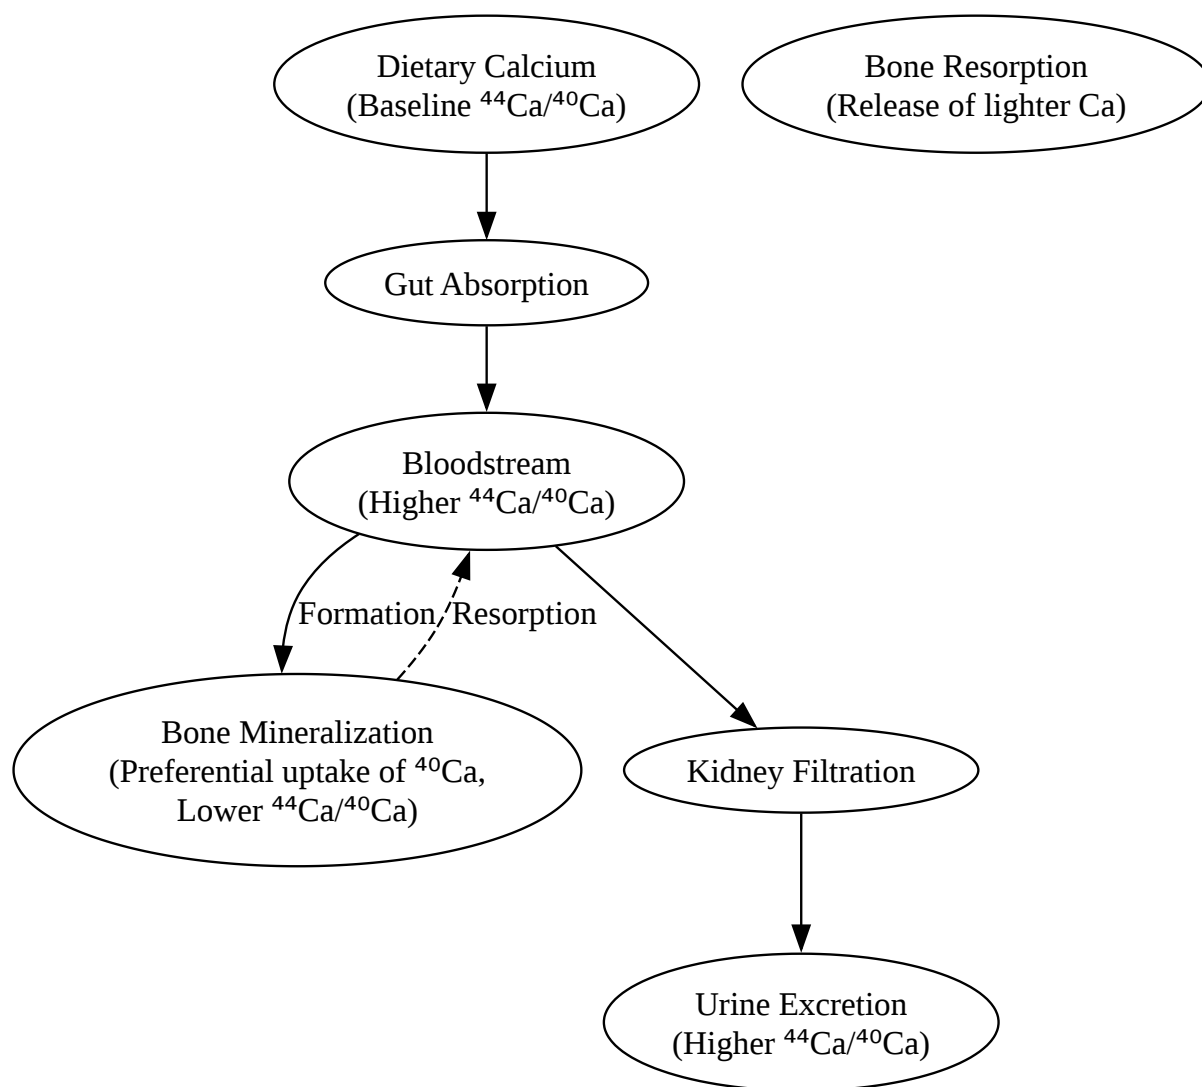 Dietary Calcium
(Baseline ⁴⁴Ca/⁴⁰Ca)
Bone Resorption
(Release of lighter Ca)
Gut Absorption
Bloodstream
(Higher ⁴⁴Ca/⁴⁰Ca)
Formation
Resorption
Bone Mineralization
(Preferential uptake of ⁴⁰Ca,
Lower ⁴⁴Ca/⁴⁰Ca)
Kidney Filtration
Urine Excretion
(Higher ⁴⁴Ca/⁴⁰Ca)